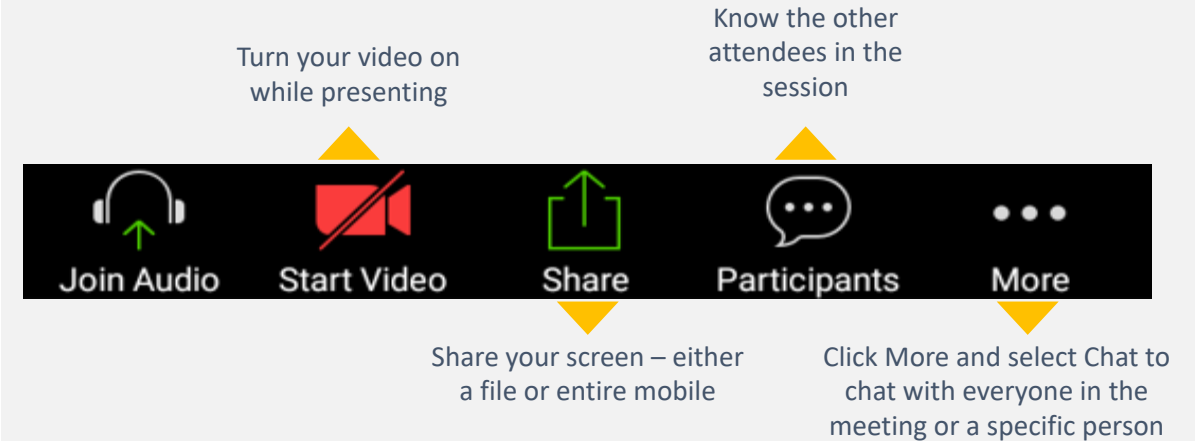 Know the other
attendees in the
session
Turn your video on
while presenting
Join Audio
Start Video
Share
Participants
More
Share your screen – either
a file or entire mobile
Click More and select Chat to
chat with everyone in the
meeting or a specific person